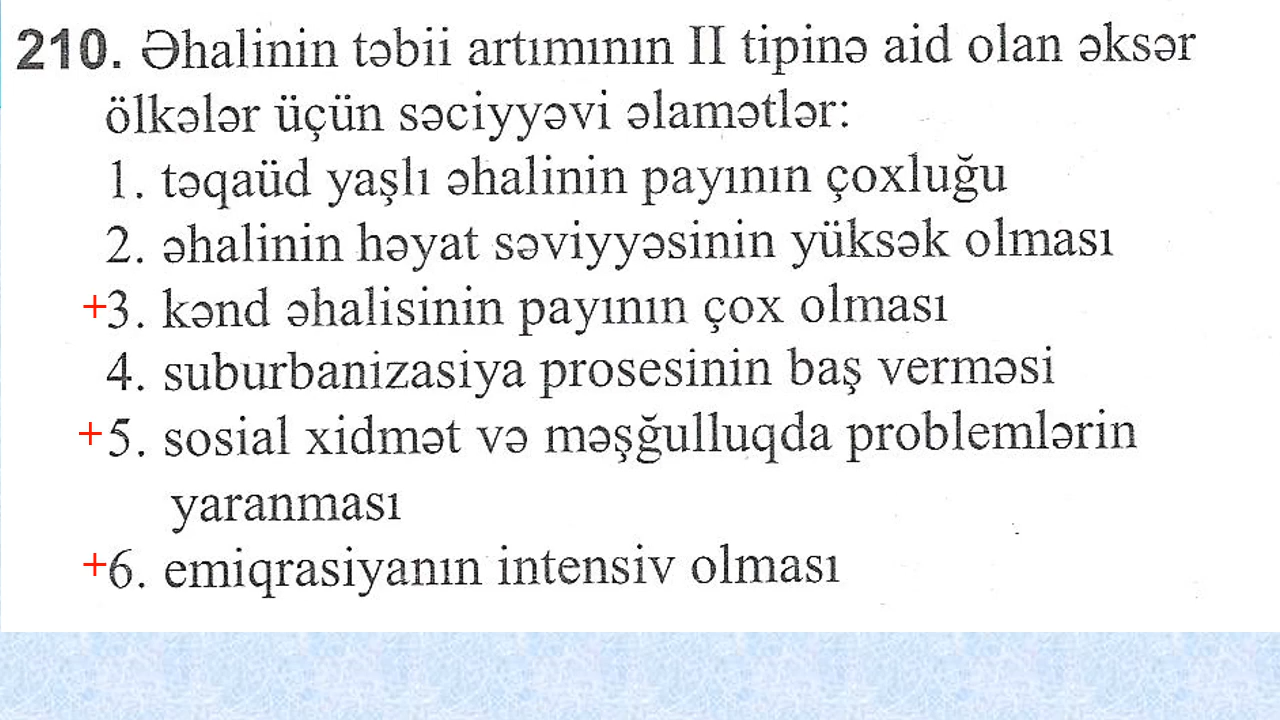 210. Əhalinin təbii artımının II tipinə aid olan əksər
ölkələr üçün səciyyəvi əlamətlər:
1. təqaüd yaşlı əhalinin payının çoxluğu
2. əhalinin həyat səviyyəsinin yüksək olması
+3. kənd əhalisinin payının çox olması
4. suburbanizasiya prosesinin baş verməsi
+5. sosial xidmət və məşğulluqda problemlərin
yaranması
+6. emiqrasiyanın intensiv olması